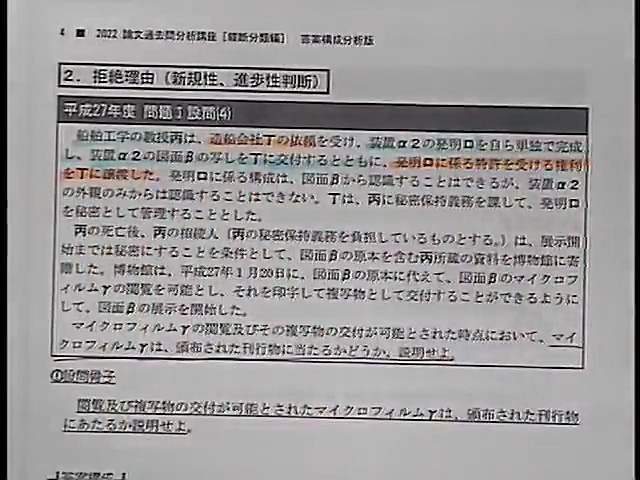 4 ■ 2022 論文過去問分析講座［縦断分類編］ 答案構成分析版
2．拒絶理由（新規性、進歩性判断）
平成27年度 問題Ⅰ設問(4)
船舶工学の教授丙は、造船会社丁の依頼を受け、装置α2の発明ロを自ら単独で完成
し、装置α2の図面βの写しを丁に交付するとともに、発明ロに係る特許を受ける権利
を丁に譲渡した。発明ロに係る構成は、図面βから認識することはできるが、装置α2
の外観のみからは認識することはできない。丁は、丙に秘密保持義務を課して、発明ロ
を秘密として管理することとした。
丙の死亡後、丙の相続人（丙の秘密保持義務を負担しているものとする。）は、展示開
始までは秘密にすることを条件として、図面βの原本を含む丙所蔵の資料を博物館に寄
贈した。博物館は、平成27年1月20日に、図面βの原本に代えて、図面βのマイクロフ
ィルムγの閲覧を可能とし、それを印字して複写物として交付することができるように
して、図面βの展示を開始した。
マイクロフィルムγの閲覧及びその複写物の交付が可能とされた時点において、マイ
クロフィルムγは、頒布された刊行物に当たるかどうか、説明せよ。
①設問骨子
閲覧及び複写物の交付が可能とされたマイクロフィルムγは、頒布された刊行物
にあたるか説明せよ。